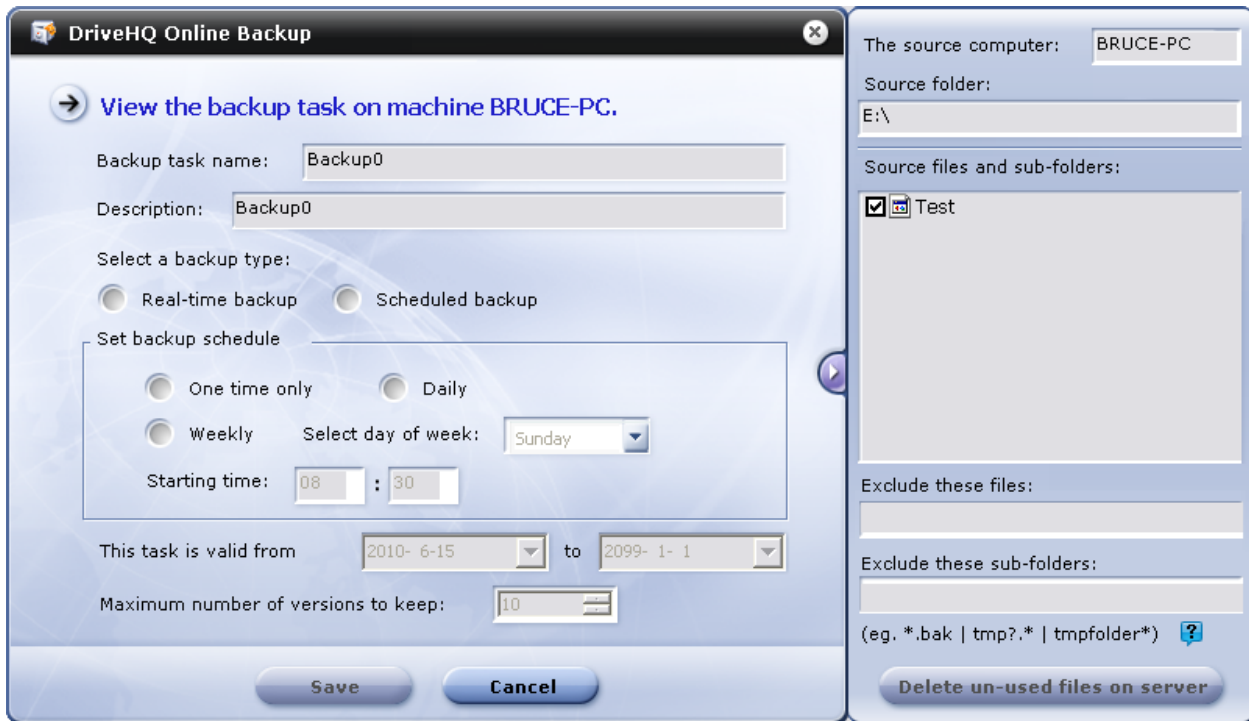 DriveHQ Online Backup
View the backup task on machine BRUCE-PC.
Backup task name: Backup0
Description: Backup0
Select a backup type:
Real-time backup Scheduled backup
Set backup schedule
One time only Daily
Weekly Select day of week: Sunday
Starting time: 08 : 30
This task is valid from 2010- 6-15 to 2099- 1- 1
Maximum number of versions to keep: 10
Save Cancel
The source computer: BRUCE-PC
Source folder:
E:\
Source files and sub-folders:
Test
Exclude these files:
Exclude these sub-folders:
(eg. *.bak | tmp?.* | tmpfolder*) ?
Delete un-used files on server